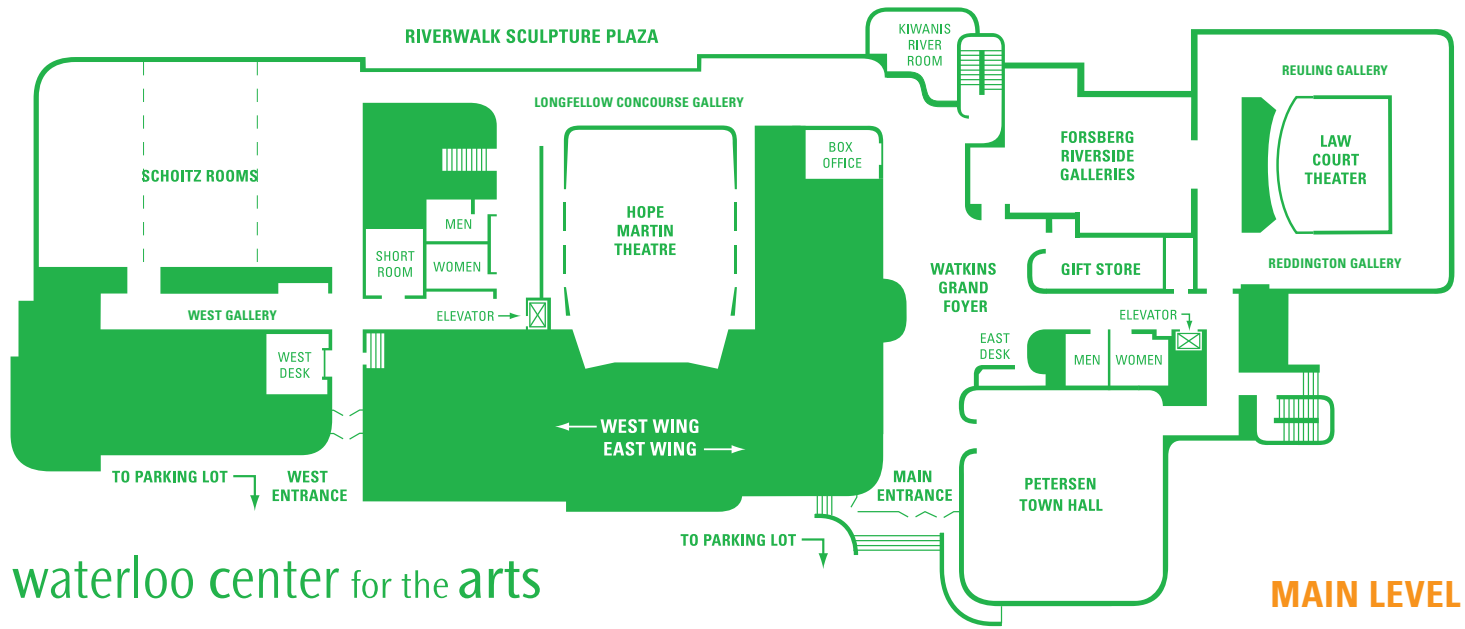 KIWANIS
RIVER
ROOM
RIVERWALK SCULPTURE PLAZA
REULING GALLERY
LONGFELLOW CONCOURSE GALLERY
BOX
OFFICE
FORSBERG
RIVERSIDE
GALLERIES
LAW
COURT
THEATER
SCHOITZ ROOMS
MEN
HOPE
MARTIN
THEATRE
SHORT
ROOM
WOMEN
WATKINS
GRAND
FOYER
GIFT STORE
REDDINGTON GALLERY
WEST GALLERY
ELEVATOR
ELEVATOR
WEST
DESK
EAST
DESK
MEN
WOMEN
WEST WING
EAST WING
TO PARKING LOT
WEST
ENTRANCE
MAIN
ENTRANCE
PETERSEN
TOWN HALL
TO PARKING LOT
waterloo center for the arts
MAIN LEVEL